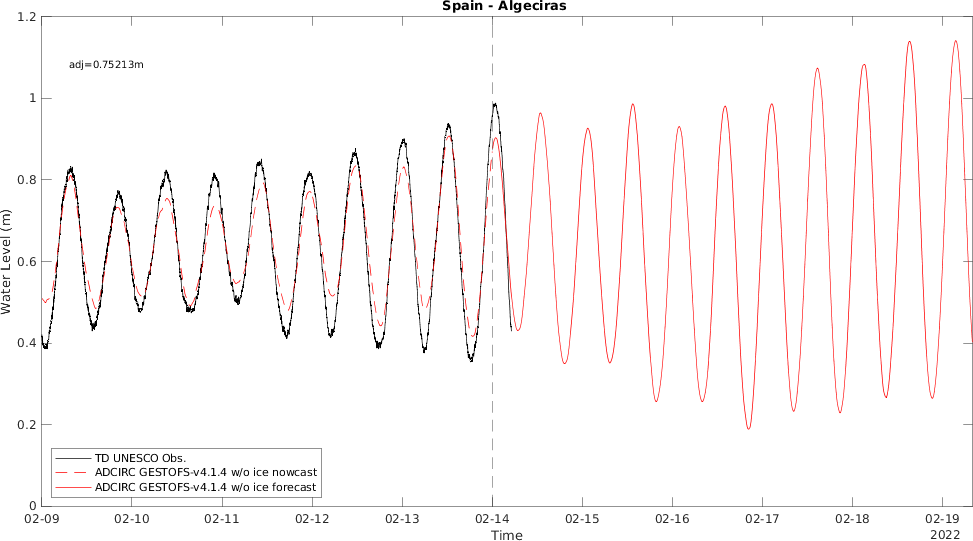 Spain - Algeciras
1.2
1
0.8
0.6
0.4
0.2
0
Water Level (m)
adj=0.75213m
TD UNESCO Obs.
ADCIRC GESTOFS-v4.1.4 w/o ice nowcast
ADCIRC GESTOFS-v4.1.4 w/o ice forecast
02-09 02-10 02-11 02-12 02-13 02-14 02-15 02-16 02-17 02-18 02-19
2022
Time